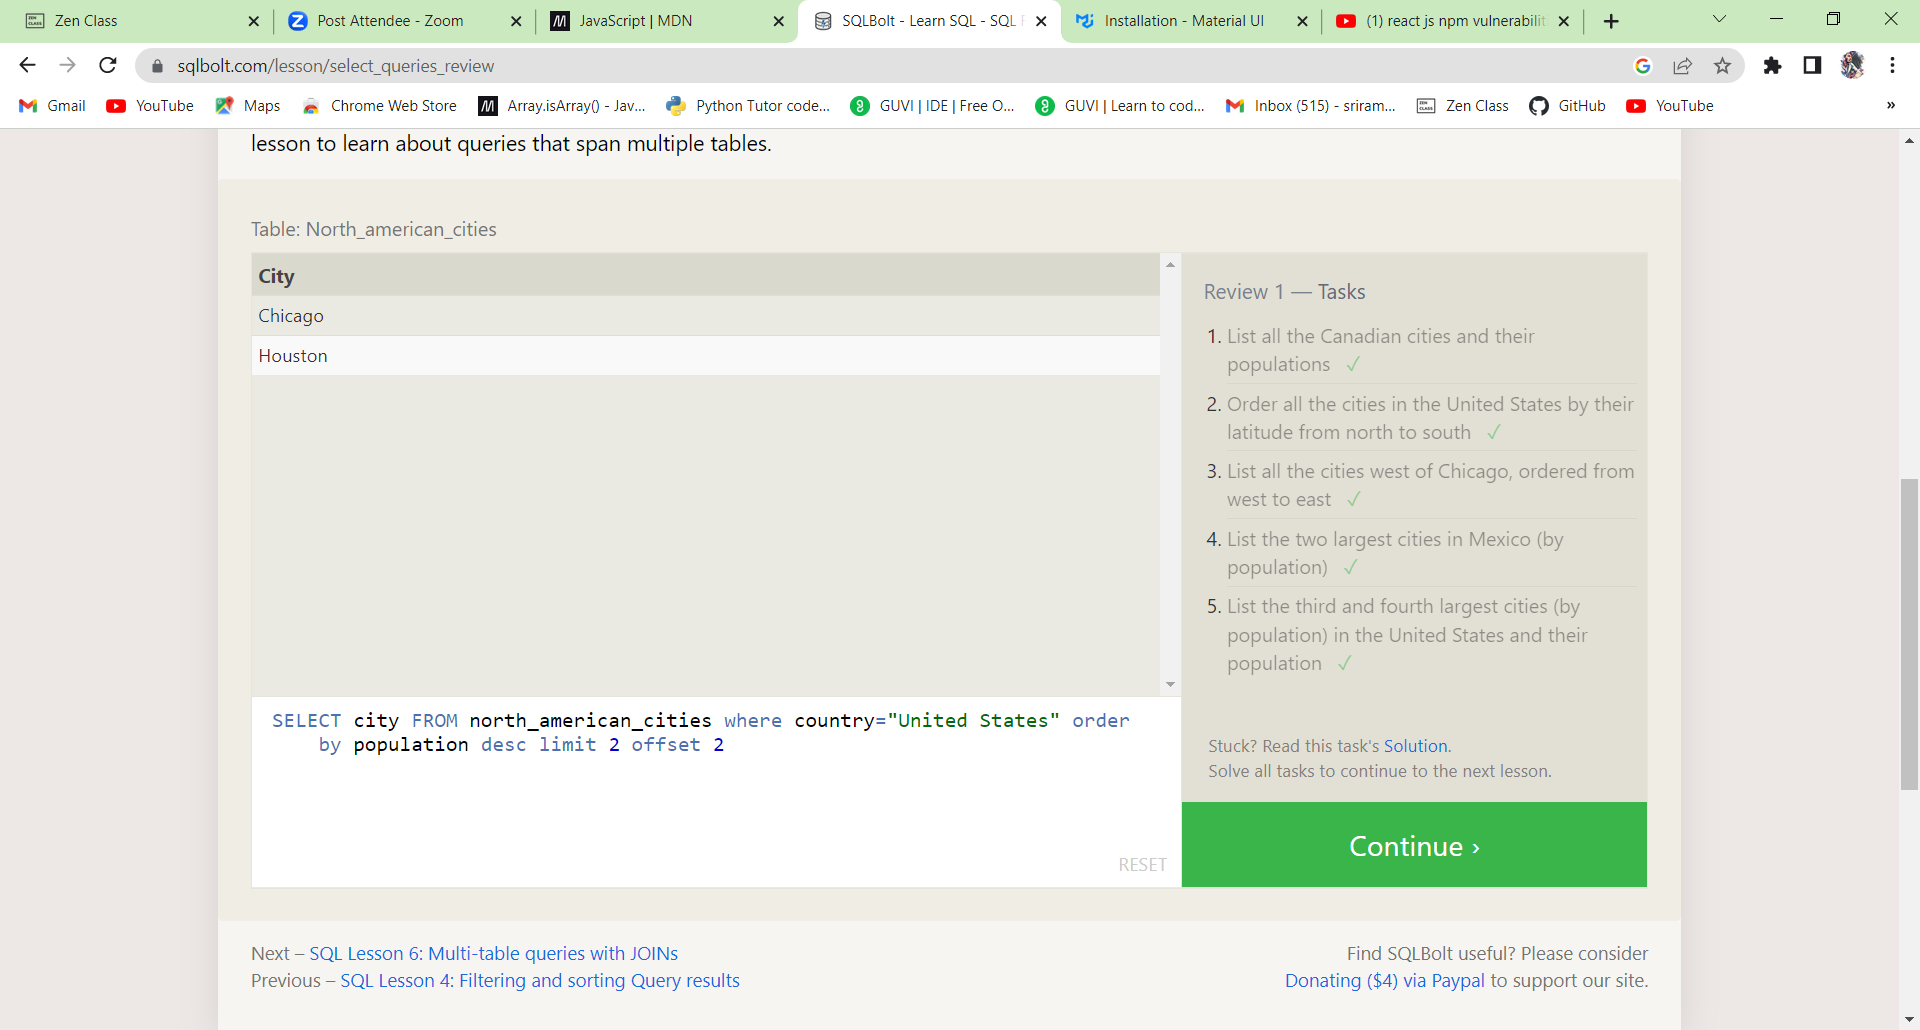 Zen Class
Post Attendee - Zoom
JavaScript | MDN
SQLBolt - Learn SQL - SQL
Installation - Material UI
(1) react js npm vulnerabilit
sqlbolt.com/lesson/select_queries_review
Gmail
YouTube
Maps
Chrome Web Store
Array.isArray() - Jav...
Python Tutor code...
GUVI | IDE | Free O...
GUVI | Learn to cod...
Inbox (515) - sriram...
Zen Class
GitHub
YouTube
»
lesson to learn about queries that span multiple tables.
Table: North_american_cities
City
Chicago
Houston
SELECT city FROM north_american_cities where country="United States" order
by population desc limit 2 offset 2
RESET
Review 1 — Tasks
1. List all the Canadian cities and their
populations ✓
2. Order all the cities in the United States by their
latitude from north to south ✓
3. List all the cities west of Chicago, ordered from
west to east ✓
4. List the two largest cities in Mexico (by
population) ✓
5. List the third and fourth largest cities (by
population) in the United States and their
population ✓
Stuck? Read this task's Solution.
Solve all tasks to continue to the next lesson.
Continue ›
Next – SQL Lesson 6: Multi-table queries with JOINs
Previous – SQL Lesson 4: Filtering and sorting Query results
Find SQLBolt useful? Please consider
Donating ($4) via Paypal to support our site.